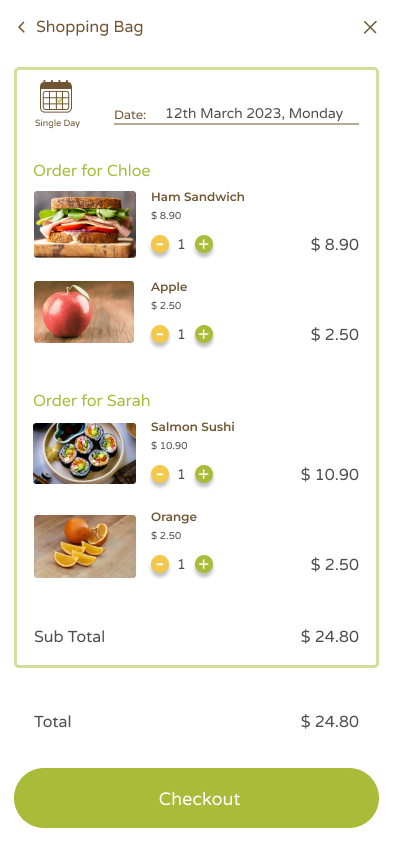 Shopping Bag
Single Day
Date: 12th March 2023, Monday
Order for Chloe
Ham Sandwich
$ 8.90
1 $ 8.90
Apple
$ 2.50
1 $ 2.50
Order for Sarah
Salmon Sushi
$ 10.90
1 $ 10.90
Orange
$ 2.50
1 $ 2.50
Sub Total $ 24.80
Total $ 24.80
Checkout